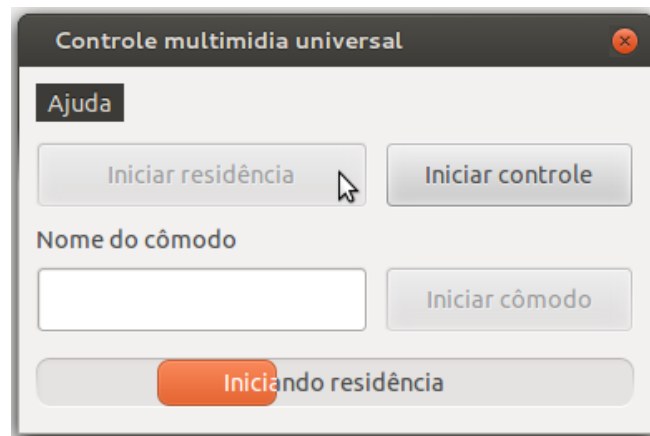 Controle multimidia universal
Ajuda
Iniciar residência
Iniciar controle
Nome do cômodo
Iniciar cômodo
Iniciando residência